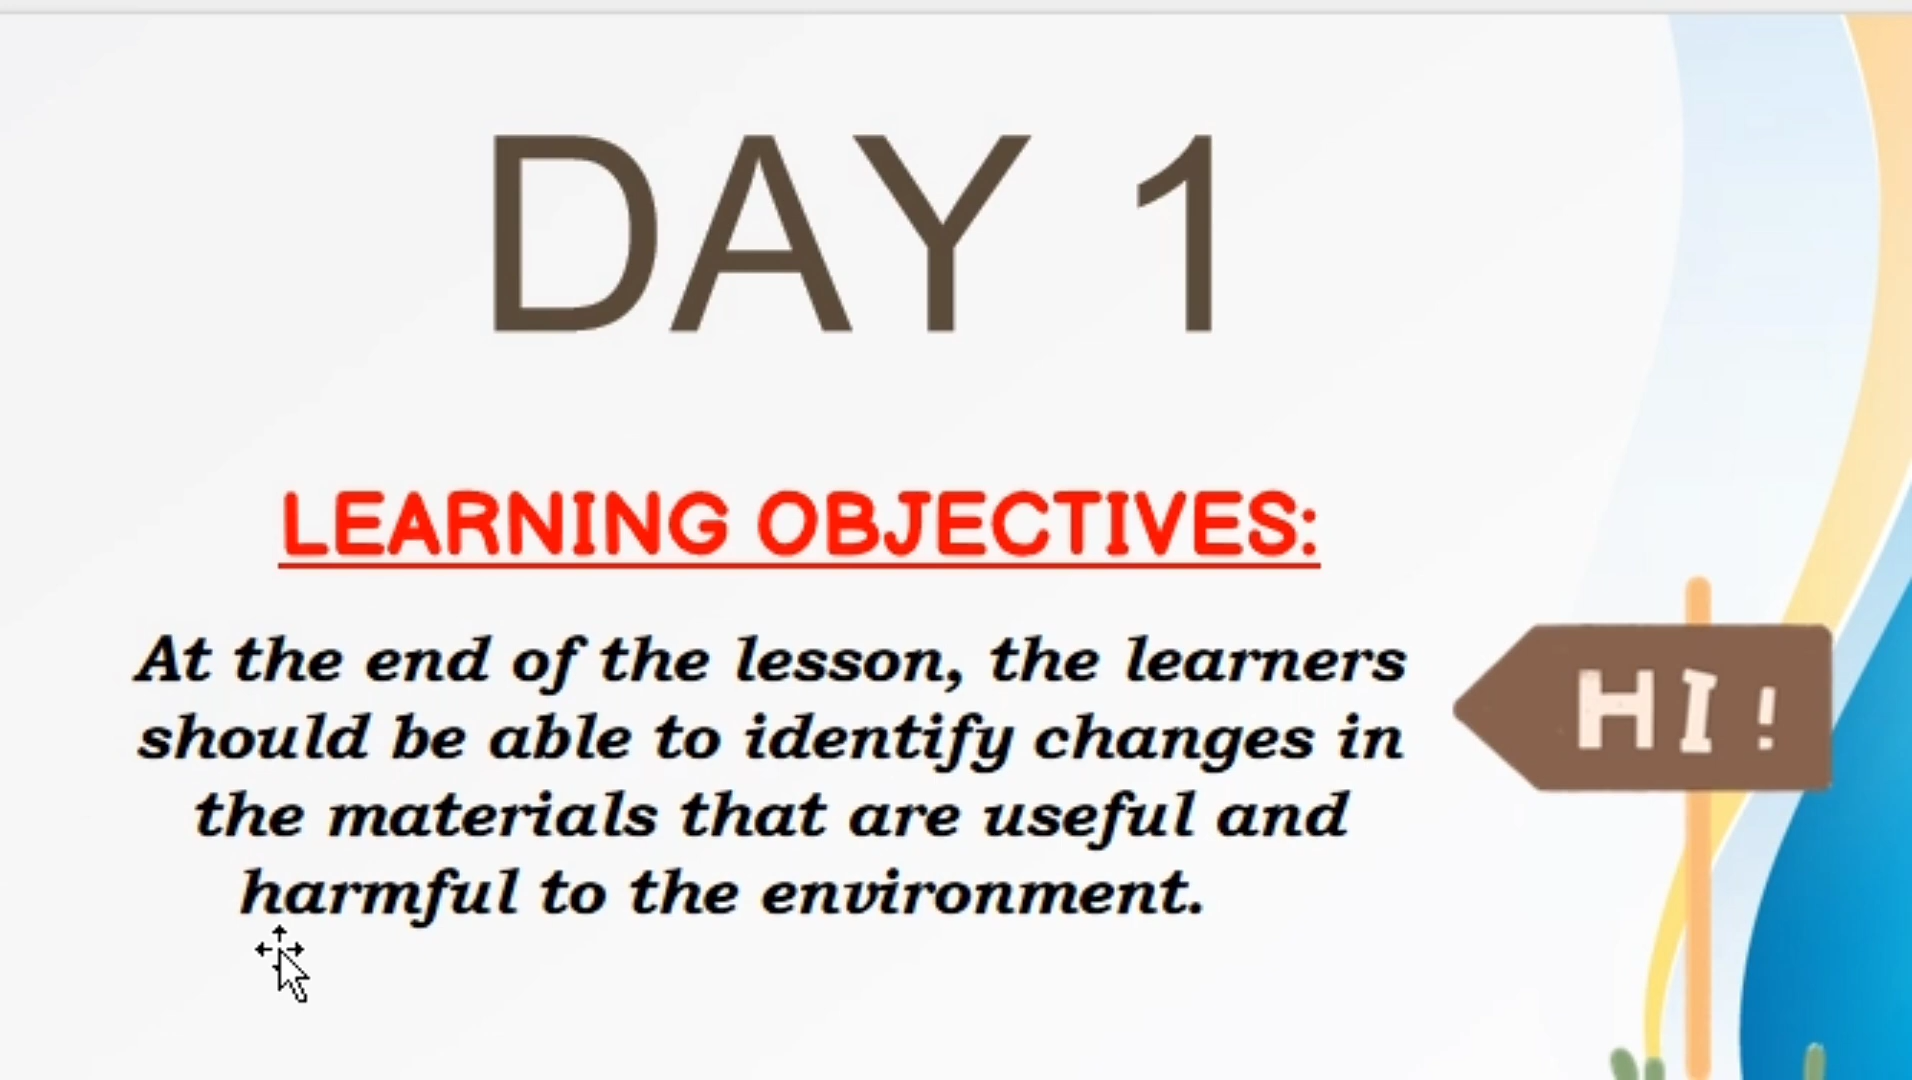 DAY 1
LEARNING OBJECTIVES:
At the end of the lesson, the learners
should be able to identify changes in
the materials that are useful and
harmful to the environment.
HI!